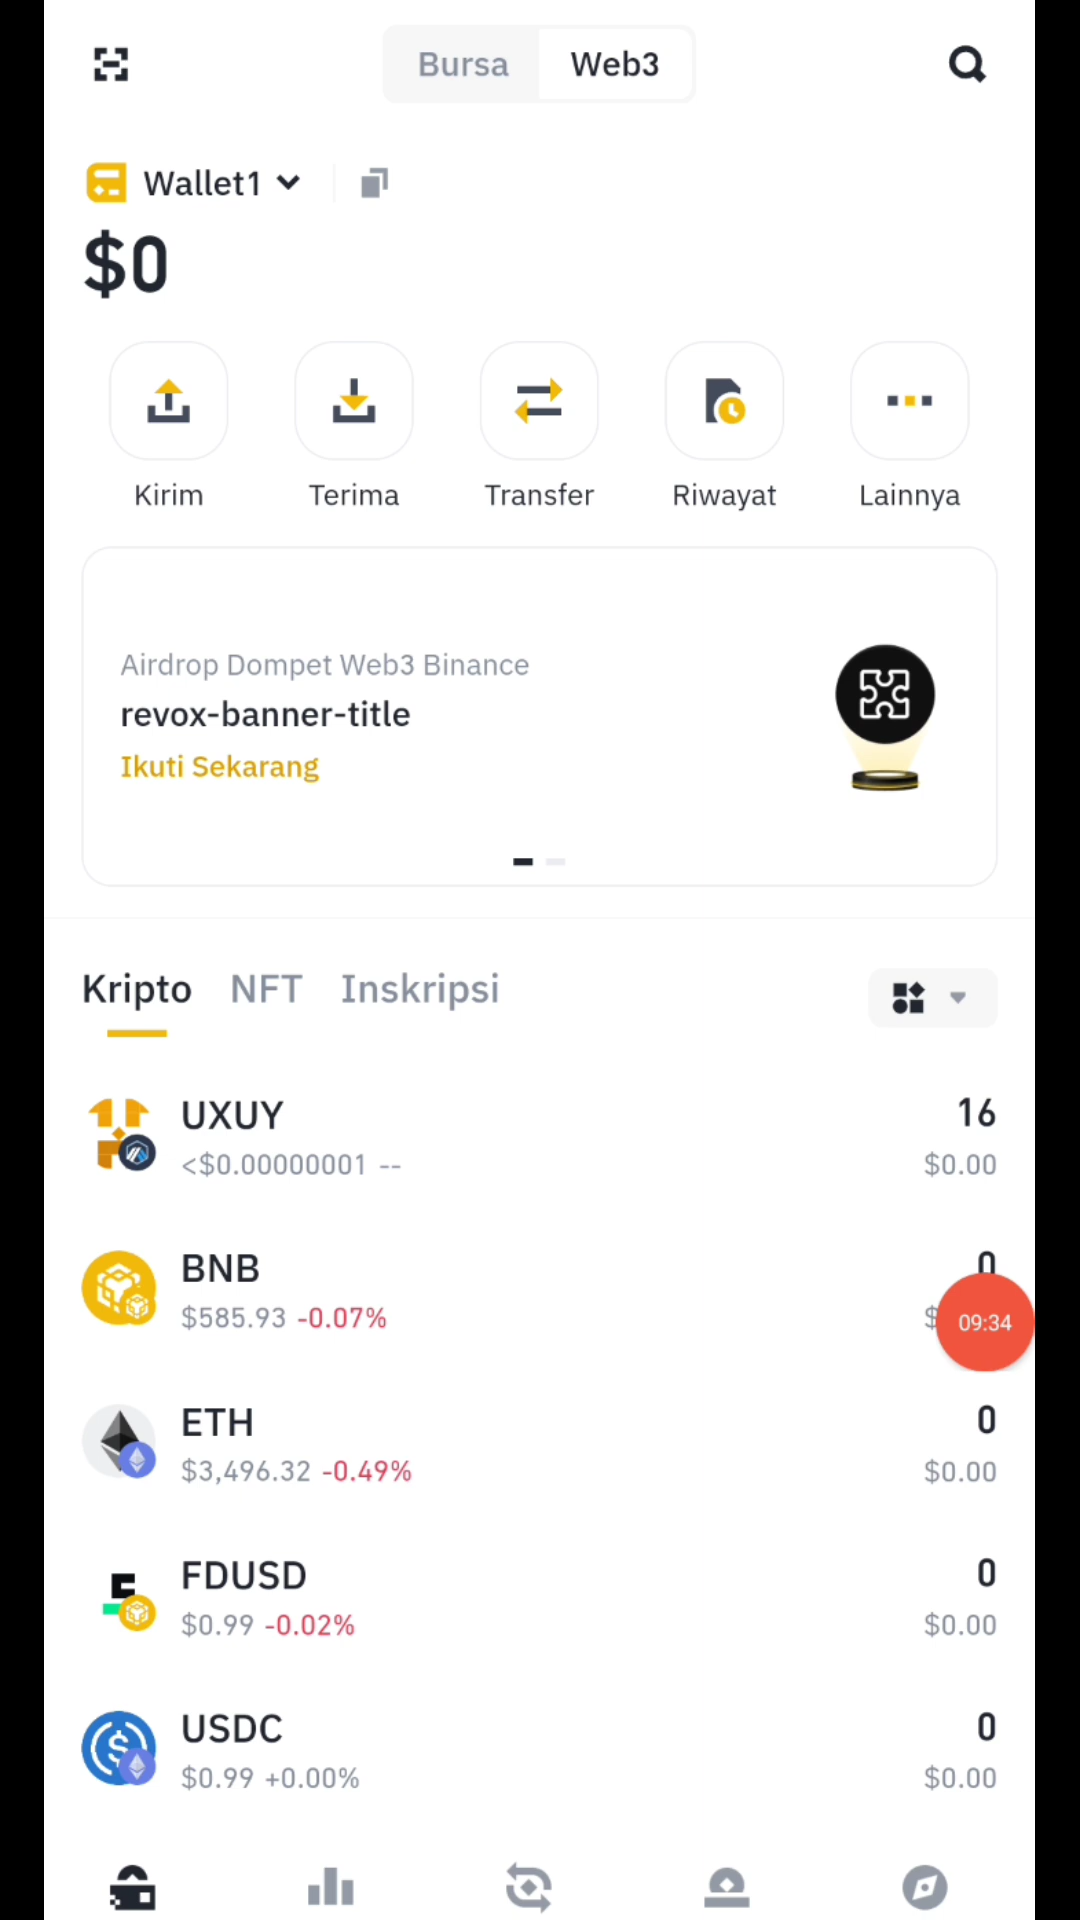 Bursa Web3
Wallet1
$0
Kirim Terima Transfer Riwayat Lainnya
Airdrop Dompet Web3 Binance
revox-banner-title
Ikuti Sekarang
Kripto NFT Inskripsi
UXUY 16
<$0.00000001 -- $0.00
BNB 0
$585.93 -0.07% $
09:34
ETH 0
$3,496.32 -0.49% $0.00
FDUSD 0
$0.99 -0.02% $0.00
USDC 0
$0.99 +0.00% $0.00